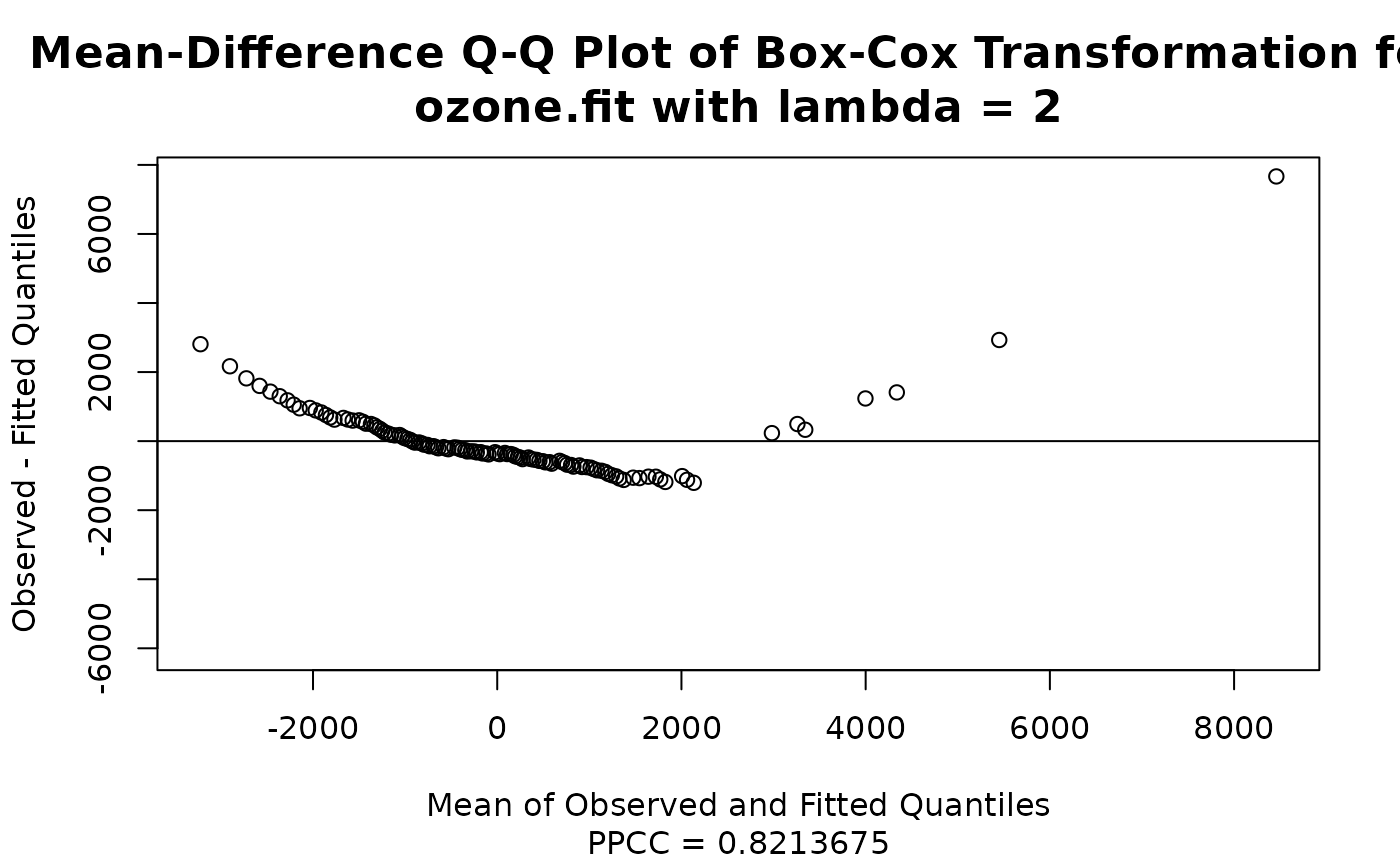 Mean-Difference Q-Q Plot of Box-Cox Transformation
ozone.fit with lambda = 2
Observed - Fitted Quantiles
6000
2000
-2000
-6000
-2000 0 2000 4000 6000 8000
Mean of Observed and Fitted Quantiles
PPCC = 0.8213675